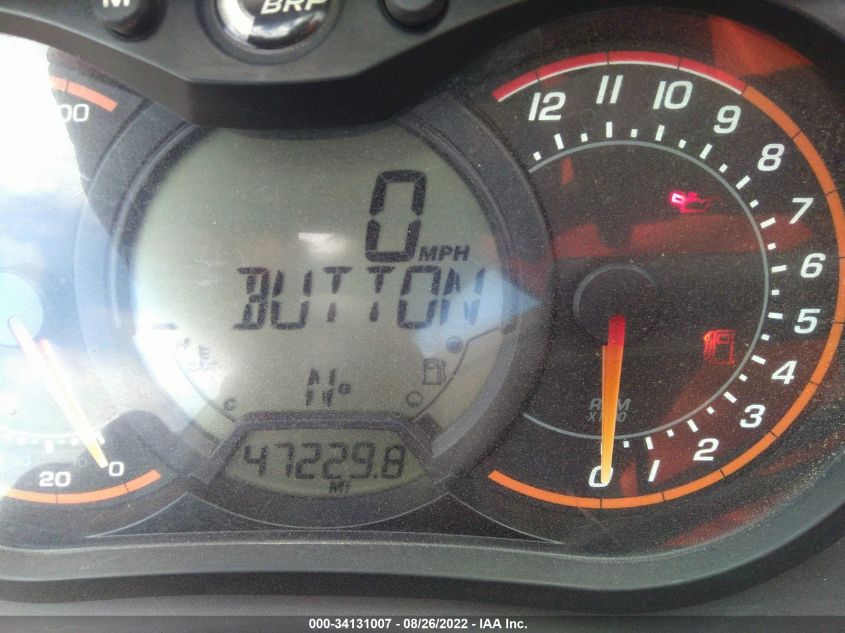 M
BRP
0 MPH
BUTTON
N
C
47229.8
MI
20 0
12 11 10 9 8 7 6 5 4 3 2 1 0
000-34131007 - 08/26/2022 - IAA Inc.